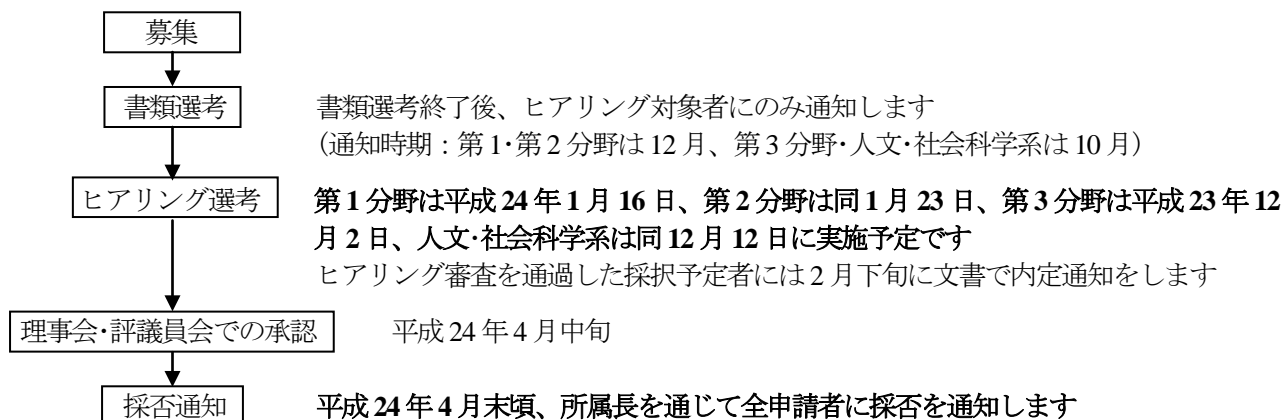 募集
書類選考 書類選考終了後、ヒアリング対象者にのみ通知します
(通知時期：第1・第2分野は12月、第3分野・人文・社会科学系は10月)
ヒアリング選考 第1分野は平成24年1月16日、第2分野は同1月23日、第3分野は平成23年12
月2日、人文・社会科学系は同12月12日に実施予定です
ヒアリング審査を通過した採択予定者には2月下旬に文書で内定通知をします
理事会・評議員会での承認 平成24年4月中旬
採否通知 平成24年4月末頃、所属長を通じて全申請者に採否を通知します